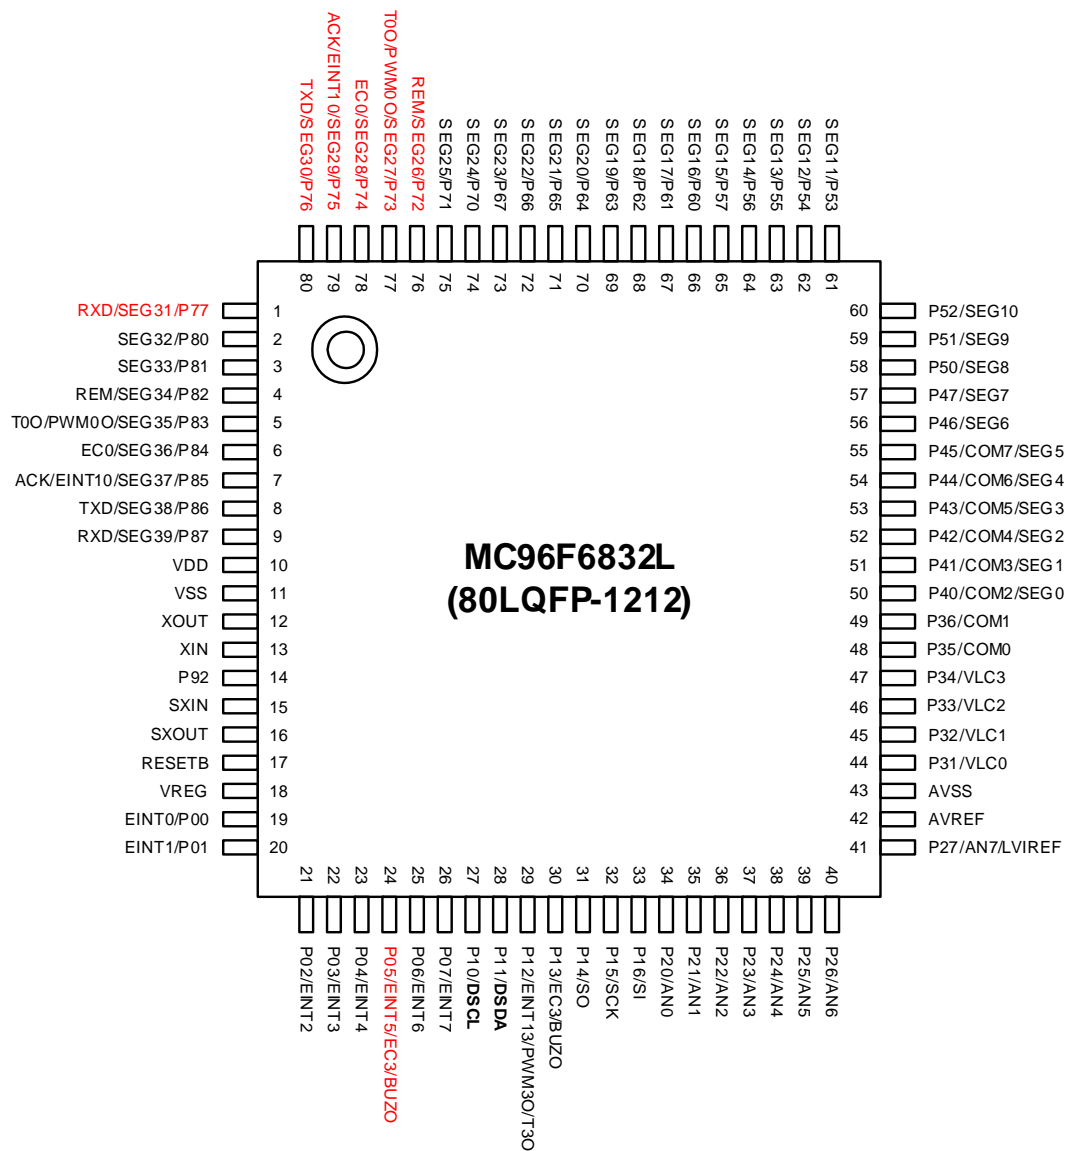 TXD/SEG30/P76
ACK/EINT10/SEG29/P75
EC0/SEG28/P74
T0O/PWM0O/SEG27/P73
REM/SEG26/P72
SEG25/P71
SEG24/P70
SEG23/P67
SEG22/P66
SEG21/P65
SEG20/P64
SEG19/P63
SEG18/P62
SEG17/P61
SEG16/P60
SEG15/P57
SEG14/P56
SEG13/P55
SEG12/P54
SEG11/P53
80
79
78
77
76
75
74
73
72
71
70
69
68
67
66
65
64
63
62
61
RXD/SEG31/P77 1
SEG32/P80 2
SEG33/P81 3
REM/SEG34/P82 4
T0O/PWM0O/SEG35/P83 5
EC0/SEG36/P84 6
ACK/EINT10/SEG37/P85 7
TXD/SEG38/P86 8
RXD/SEG39/P87 9
VDD 10
VSS 11
XOUT 12
XIN 13
P92 14
SXIN 15
SXOUT 16
RESETB 17
VREG 18
EINT0/P00 19
EINT1/P01 20
MC96F6832L
(80LQFP-1212)
60 P52/SEG10
59 P51/SEG9
58 P50/SEG8
57 P47/SEG7
56 P46/SEG6
55 P45/COM7/SEG5
54 P44/COM6/SEG4
53 P43/COM5/SEG3
52 P42/COM4/SEG2
51 P41/COM3/SEG1
50 P40/COM2/SEG0
49 P36/COM1
48 P35/COM0
47 P34/VLC3
46 P33/VLC2
45 P32/VLC1
44 P31/VLC0
43 AVSS
42 AVREF
41 P27/AN7/LVIREF
21
22
23
24
25
26
27
28
29
30
31
32
33
34
35
36
37
38
39
40
P02/EINT2
P03/EINT3
P04/EINT4
P05/EINT5/EC3/BUZO
P06/EINT6
P07/EINT7
P10/DSCL
P11/DSDA
P12/EINT13/PWM3O/T3O
P13/EC3/BUZO
P14/SO
P15/SCK
P16/SI
P20/AN0
P21/AN1
P22/AN2
P23/AN3
P24/AN4
P25/AN5
P26/AN6